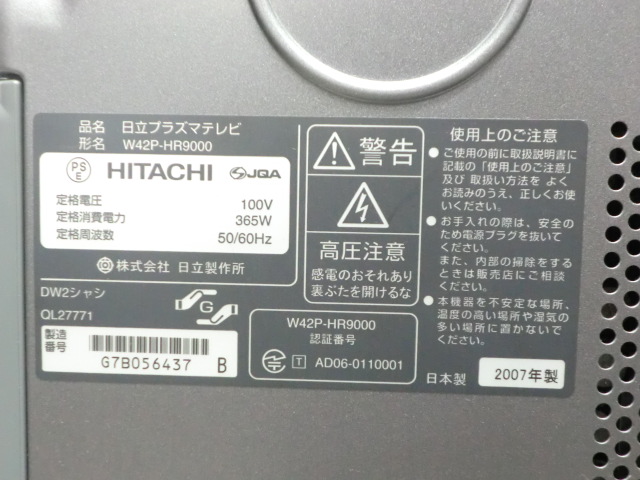 品名 日立プラズマテレビ
形名 W42P-HR9000
PS
E
HITACHI
JQA
定格電圧 100V
定格消費電力 365W
定格周波数 50/60Hz
株式会社 日立製作所
DW2シャシ
QL27771
G
製造
番号
G7B056437 B
警告
高圧注意
感電のおそれあり
裏ぶたを開けるな
W42P-HR9000
認証番号
T AD06-0110001
使用上のご注意
●ご使用の前に取扱説明書に
記載の「使用上のご注意」
及び 取扱い方法を よく
お読みのうえ、正しくお使
いください。
●お手入れの際は、安全の
ため電源プラグを抜いて
ください。
また、内部の掃除をする
ときは販売店にご相談
ください。
●本機器を不安定な場所、
温度の高い場所や湿気の
多い場所に置かないで
ください。
日本製 2007年製